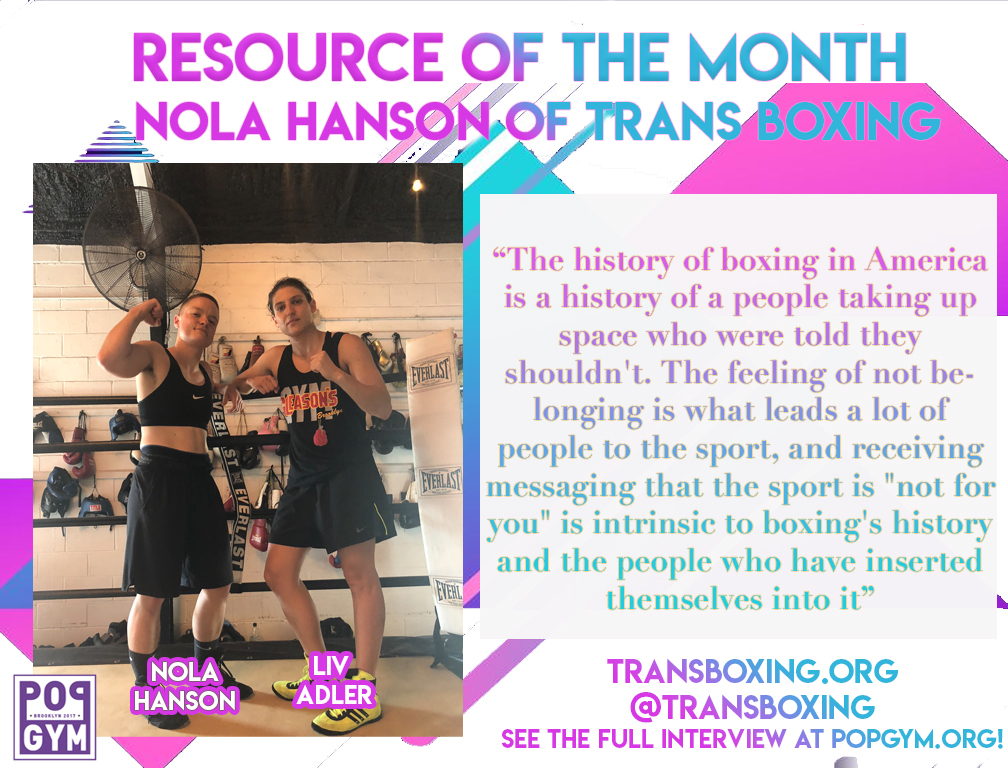 RESOURCE OF THE MONTH
NOLA HANSON OF TRANS BOXING
“The history of boxing in America
is a history of a people taking up
space who were told they
shouldn't. The feeling of not be-
longing is what leads a lot of
people to the sport, and receiving
messaging that the sport is "not for
you" is intrinsic to boxing's history
and the people who have inserted
themselves into it”
EVERLAST
EVERLAST
EVERLAST
EVERLAST
GYM
LEASON'S
Brooklyn
NOLA
HANSON
LIV
ADLER
POP
BROOKLYN 2017
GYM
TRANSBOXING.ORG
@TRANSBOXING
SEE THE FULL INTERVIEW AT POPGYM.ORG!